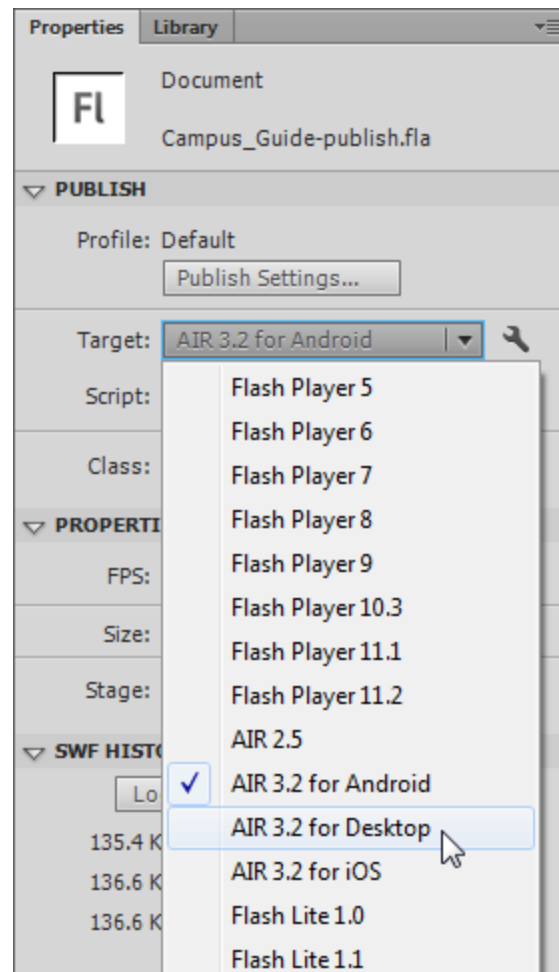 Properties Library
Fl
Document
Campus_Guide-publish.fla
PUBLISH
Profile: Default
Publish Settings...
Target: AIR 3.2 for Android
Script:
Class:
PROPERTI
FPS:
Size:
Stage:
SWF HISTO
Lo
135.4 K
136.6 K
136.6 K
Flash Player 5
Flash Player 6
Flash Player 7
Flash Player 8
Flash Player 9
Flash Player 10.3
Flash Player 11.1
Flash Player 11.2
AIR 2.5
AIR 3.2 for Android
AIR 3.2 for Desktop
AIR 3.2 for iOS
Flash Lite 1.0
Flash Lite 1.1